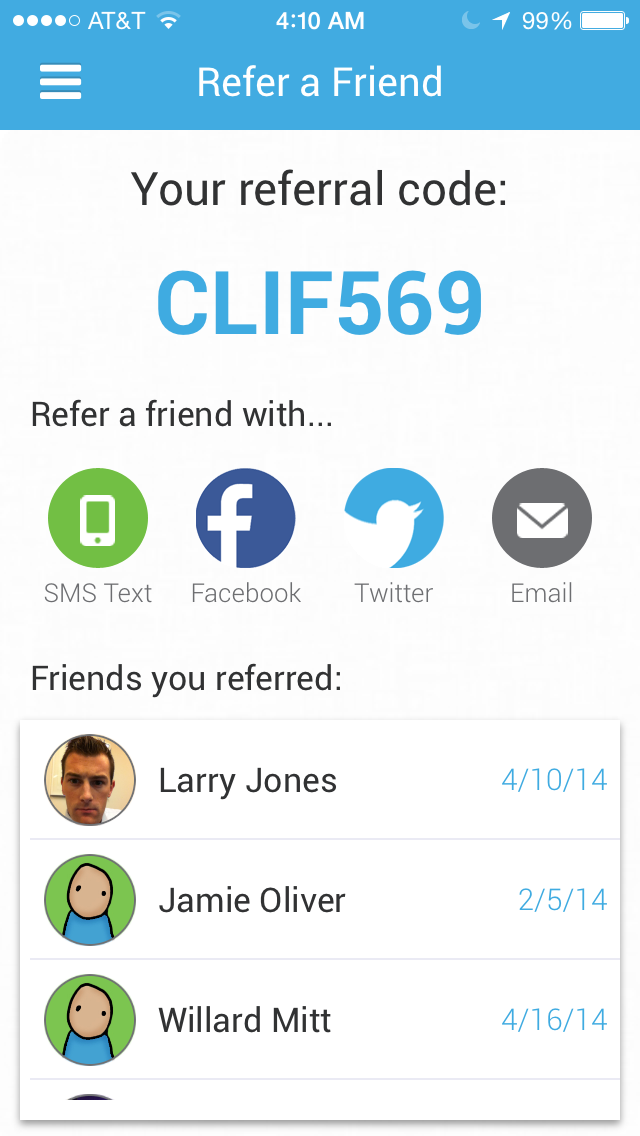 AT&T 4:10 AM 99%
Refer a Friend
Your referral code:
CLIF569
Refer a friend with...
SMS Text Facebook Twitter Email
Friends you referred:
Larry Jones 4/10/14
Jamie Oliver 2/5/14
Willard Mitt 4/16/14